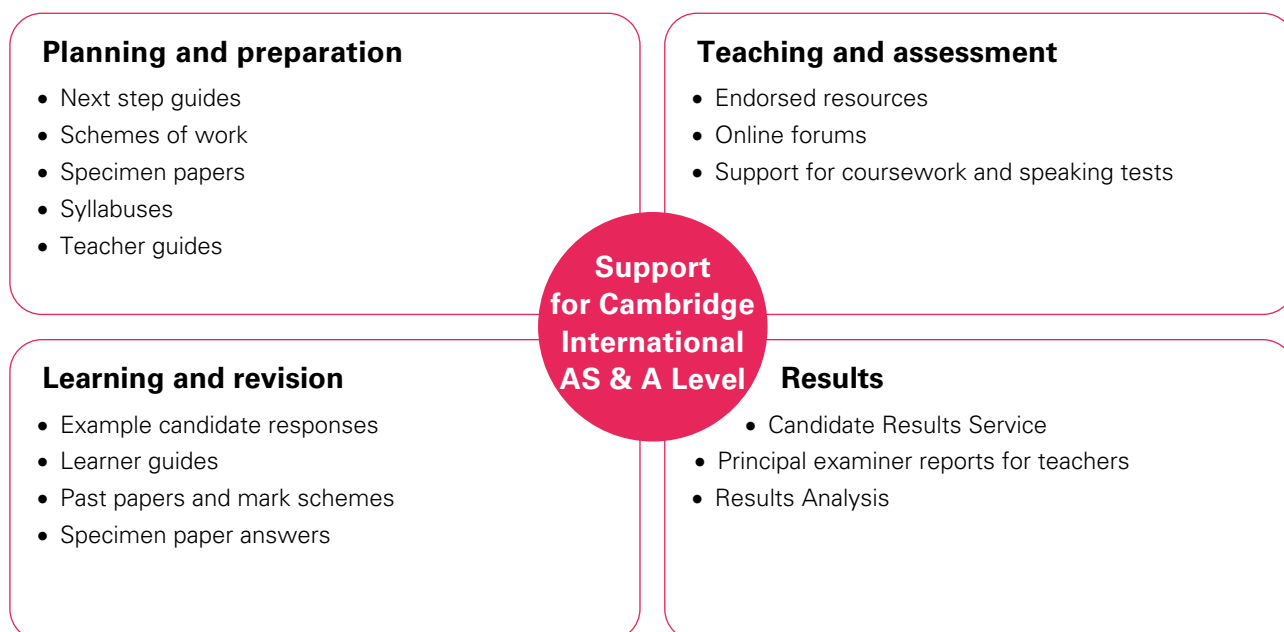 Planning and preparation
• Next step guides
• Schemes of work
• Specimen papers
• Syllabuses
• Teacher guides
Teaching and assessment
• Endorsed resources
• Online forums
• Support for coursework and speaking tests
Support
for Cambridge
International
AS & A Level
Learning and revision
• Example candidate responses
• Learner guides
• Past papers and mark schemes
• Specimen paper answers
Results
• Candidate Results Service
• Principal examiner reports for teachers
• Results Analysis